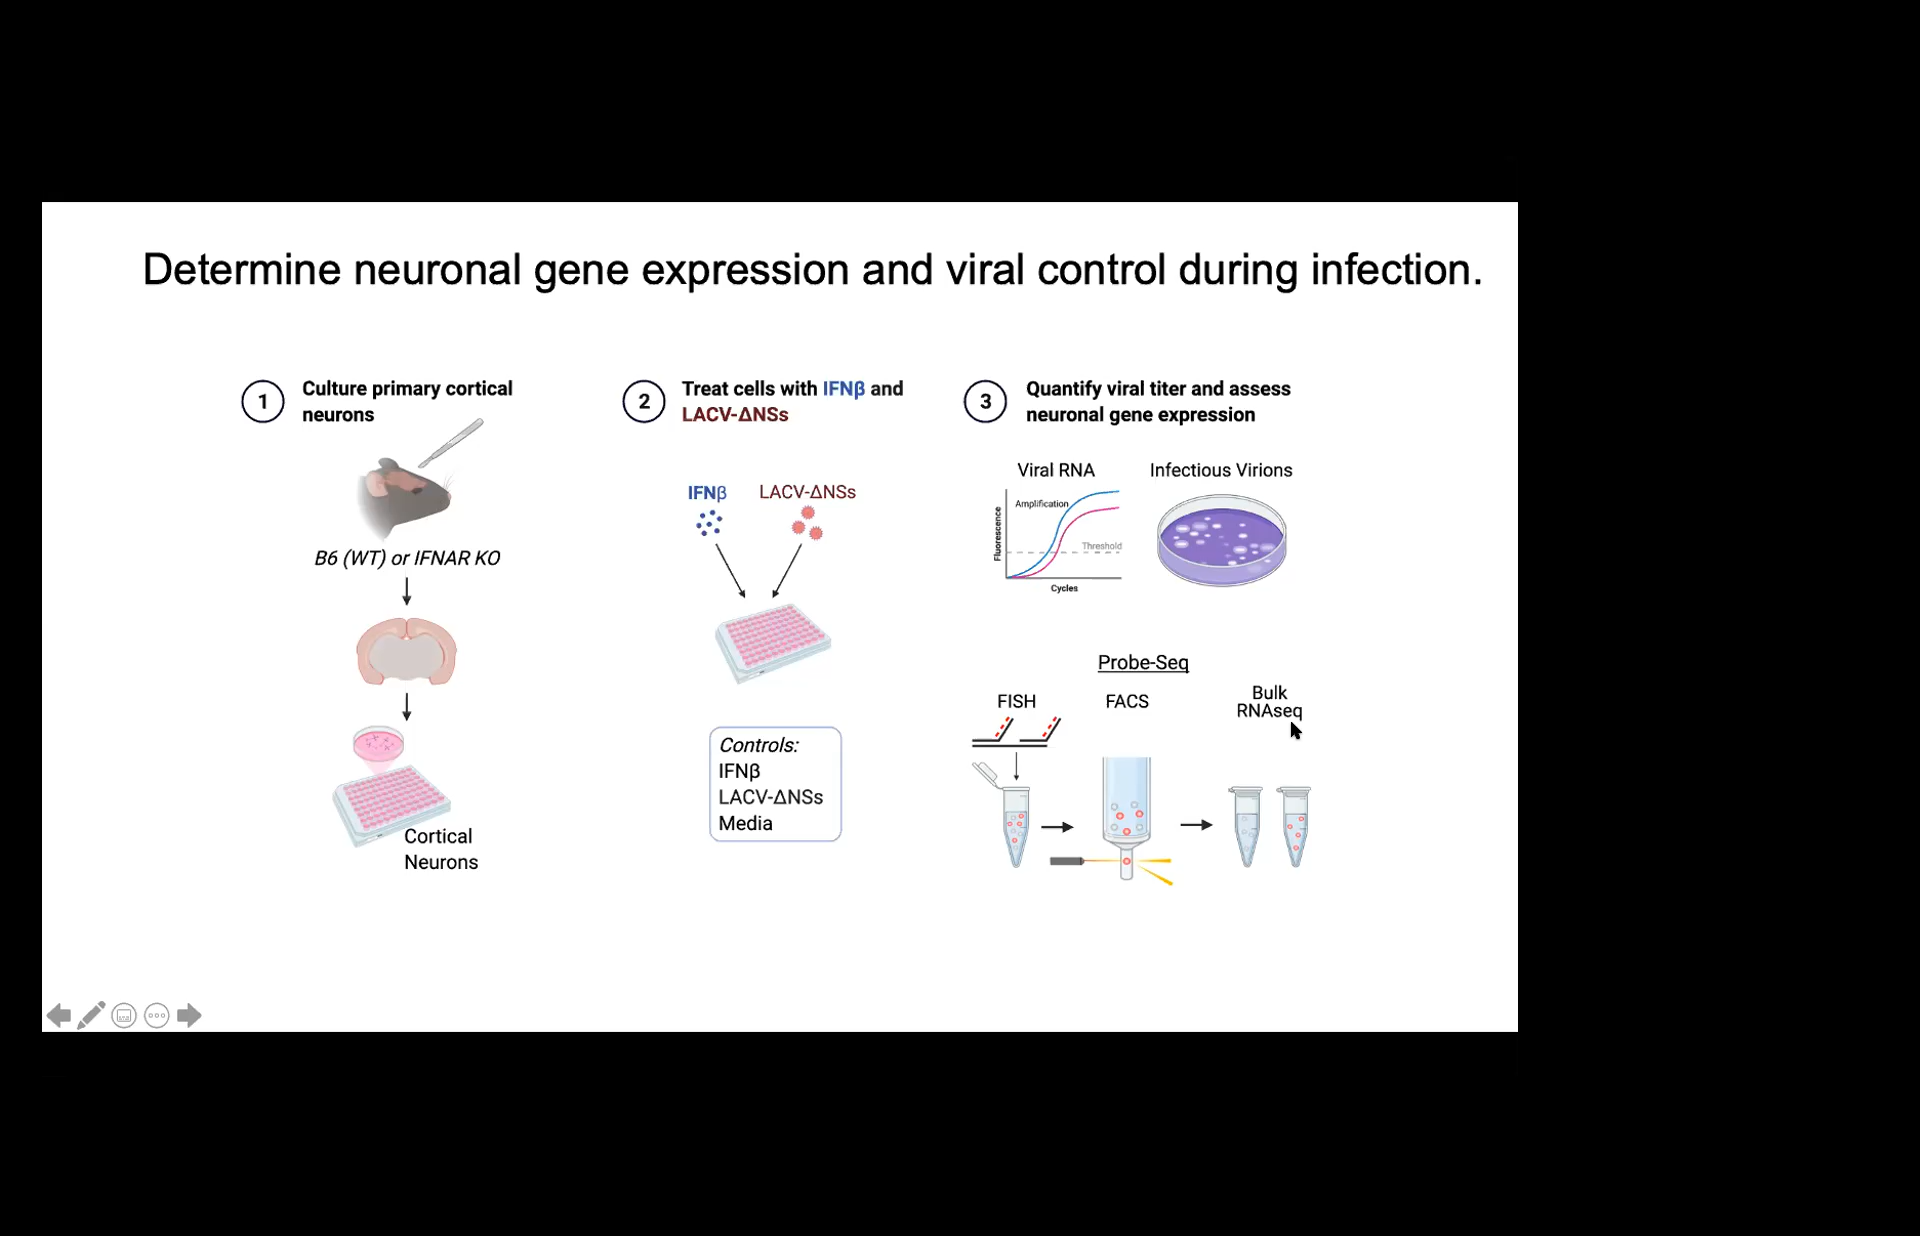 Determine neuronal gene expression and viral control during infection.
1
Culture primary cortical
neurons
B6 (WT) or IFNAR KO
Cortical
Neurons
2
Treat cells with IFNβ and
LACV-ΔNSs
IFNβ
LACV-ΔNSs
Controls:
IFNβ
LACV-ΔNSs
Media
3
Quantify viral titer and assess
neuronal gene expression
Viral RNA
Amplification
Fluorescence
Threshold
Cycles
Infectious Virions
Probe-Seq
FISH
FACS
Bulk
RNAseq